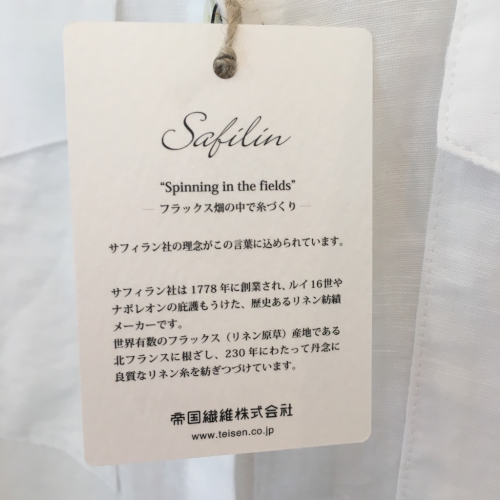 Safilin
“Spinning in the fields”
— フラックス畑の中で糸づくり —
サフィラン社の理念がこの言葉に込められています。
サフィラン社は1778年に創業され、ルイ16世や
ナポレオンの庇護もうけた、歴史あるリネン紡績
メーカーです。
世界有数のフラックス（リネン原草）産地である
北フランスに根ざし、230年にわたって丹念に
良質なリネン糸を紡ぎつづけています。
帝国繊維株式会社
www.teisen.co.jp